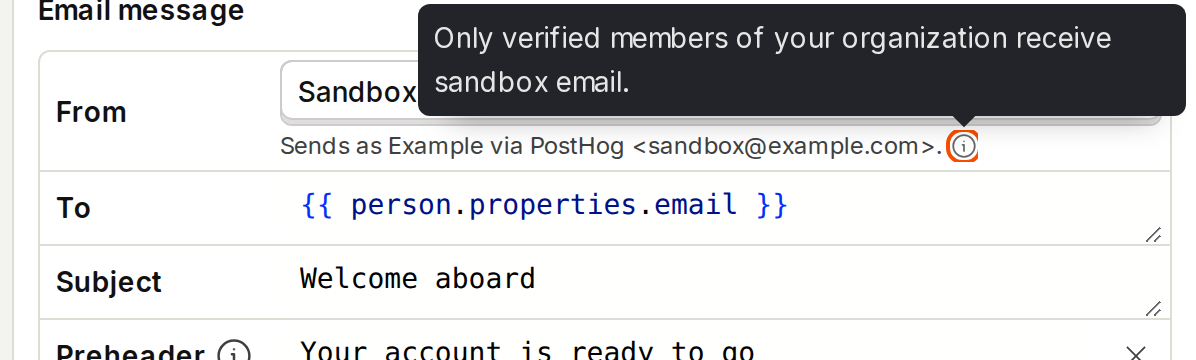 Email message
Only verified members of your organization receive
sandbox email.
From
Sandbox
Sends as Example via PostHog <sandbox@example.com>.
To
{{ person.properties.email }}
Subject
Welcome aboard
Preheader
Your account is ready to go